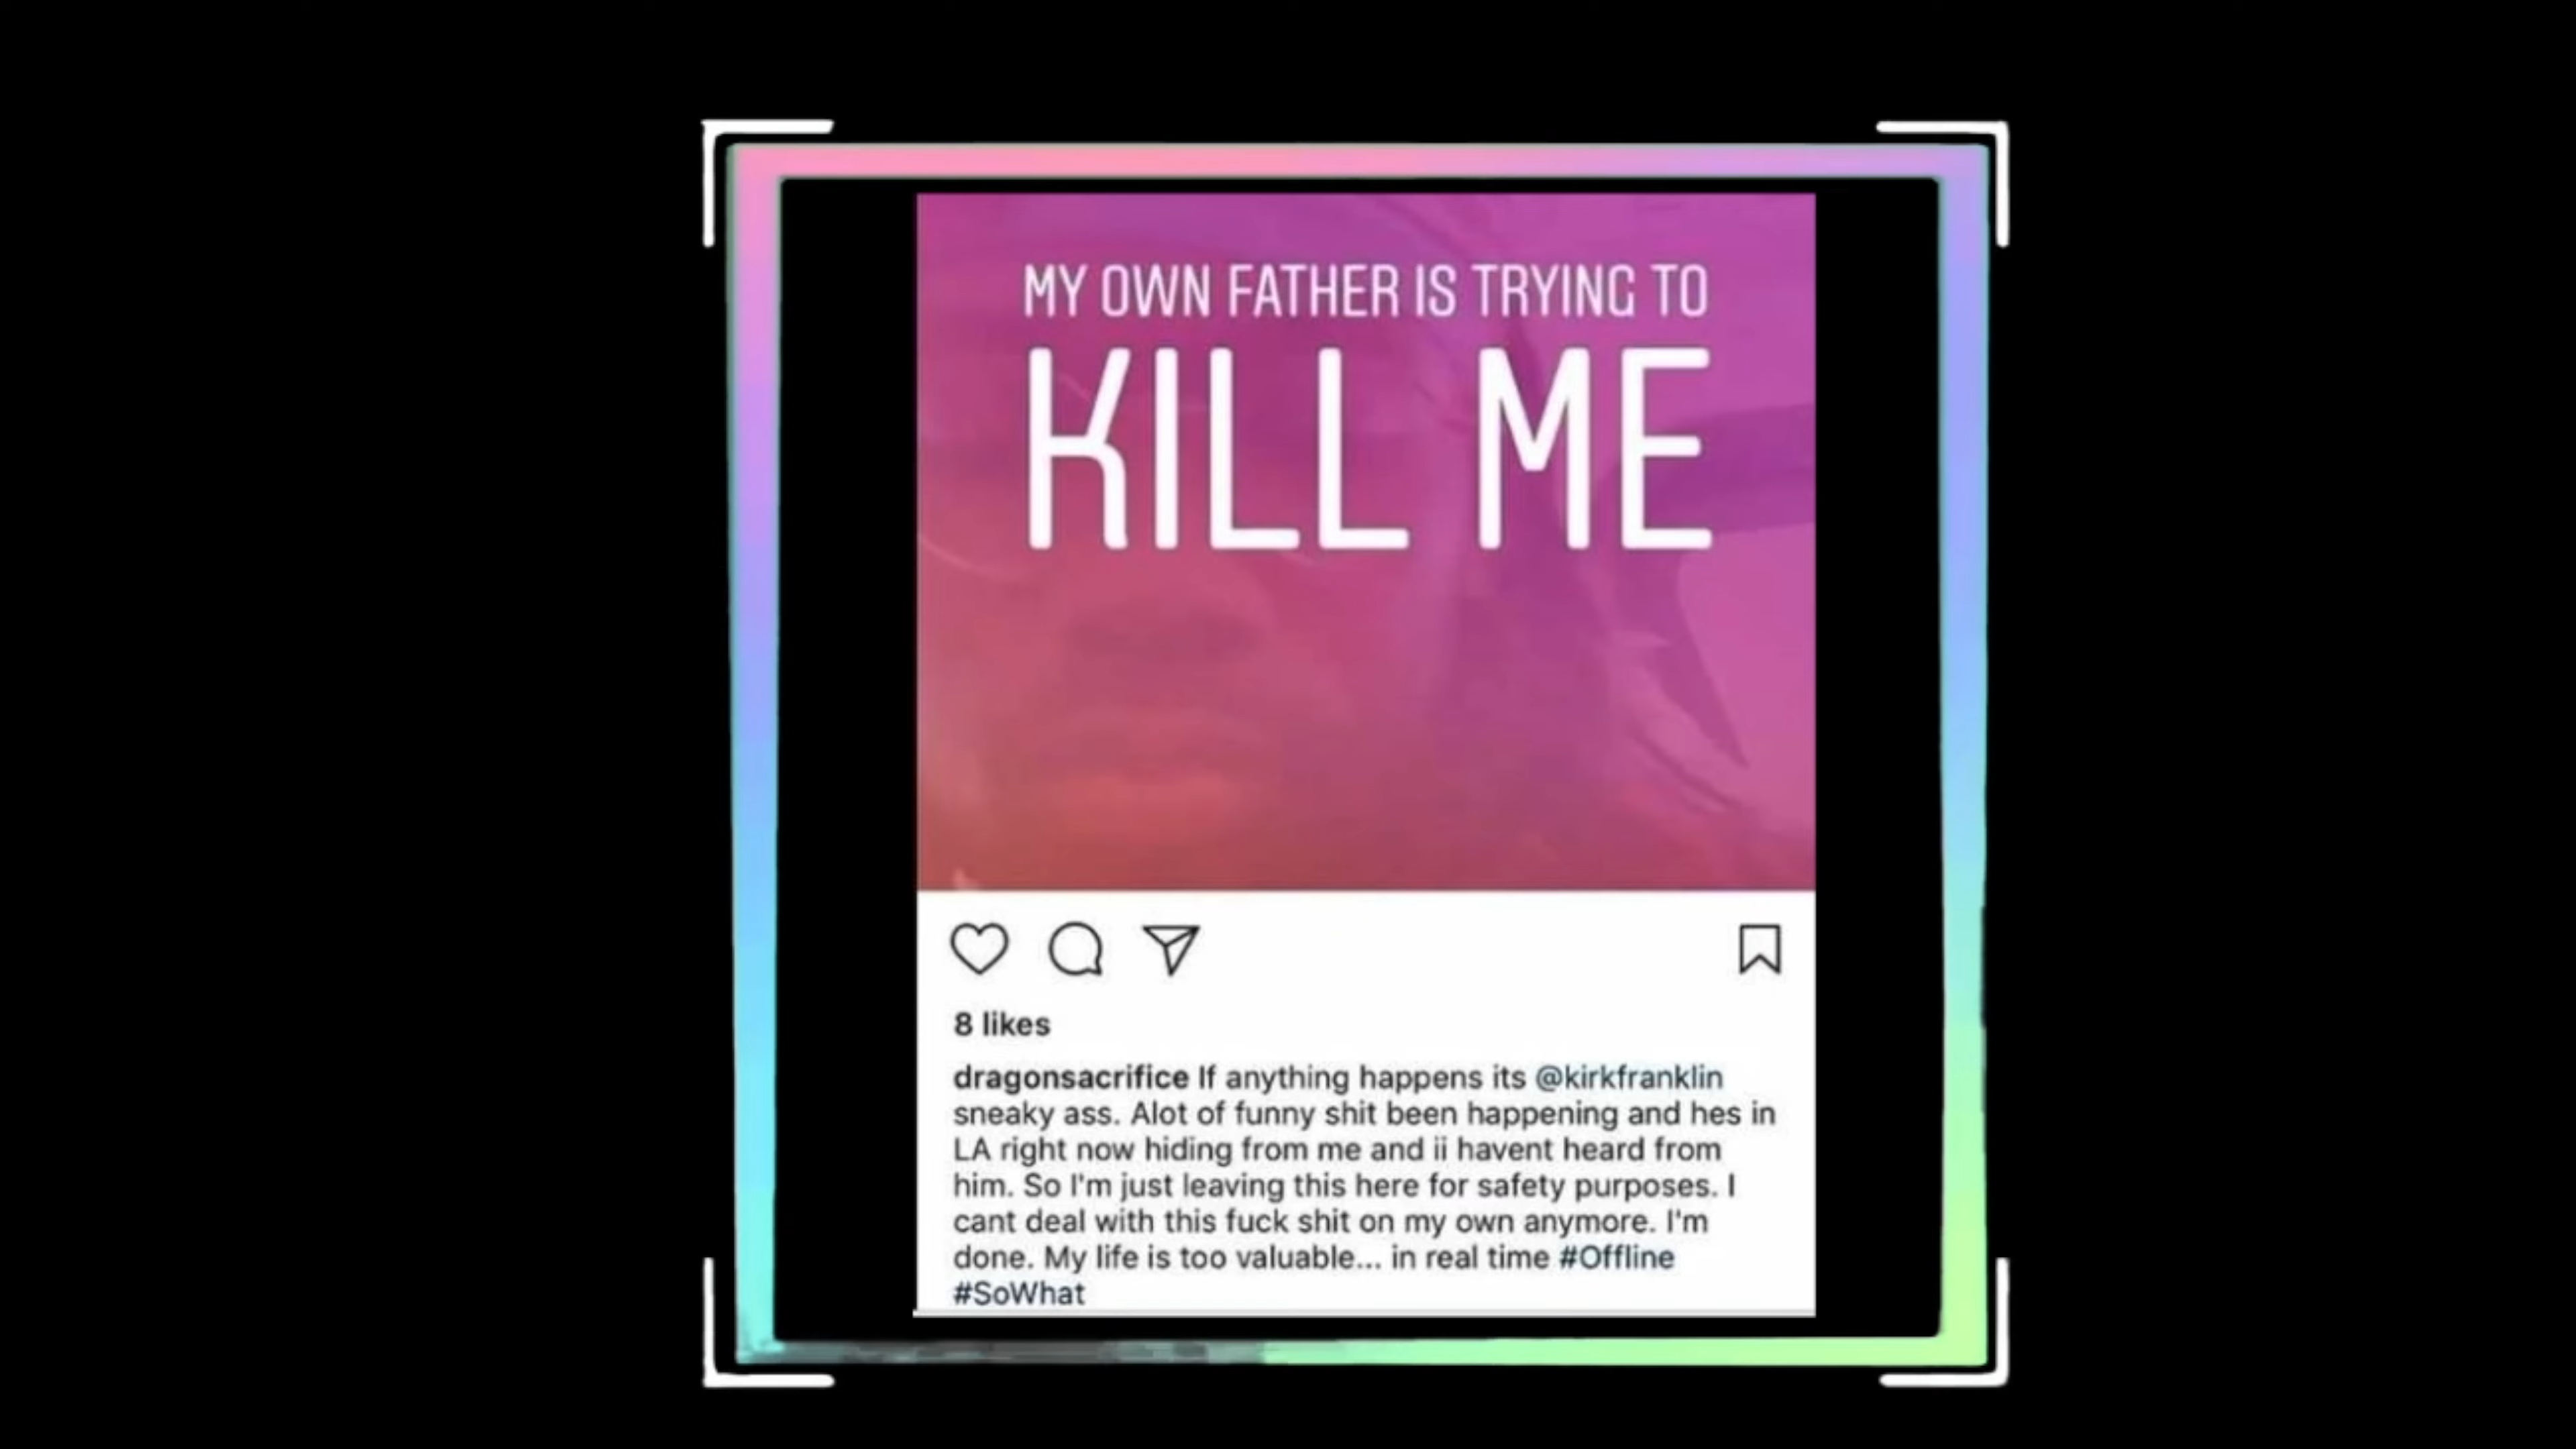 MY OWN FATHER IS TRYING TO
KILL ME
8 likes
dragonsacrifice If anything happens its @kirkfranklin
sneaky ass. Alot of funny shit been happening and hes in
LA right now hiding from me and ii havent heard from
him. So I'm just leaving this here for safety purposes. I
cant deal with this fuck shit on my own anymore. I'm
done. My life is too valuable... in real time #Offline
#SoWhat